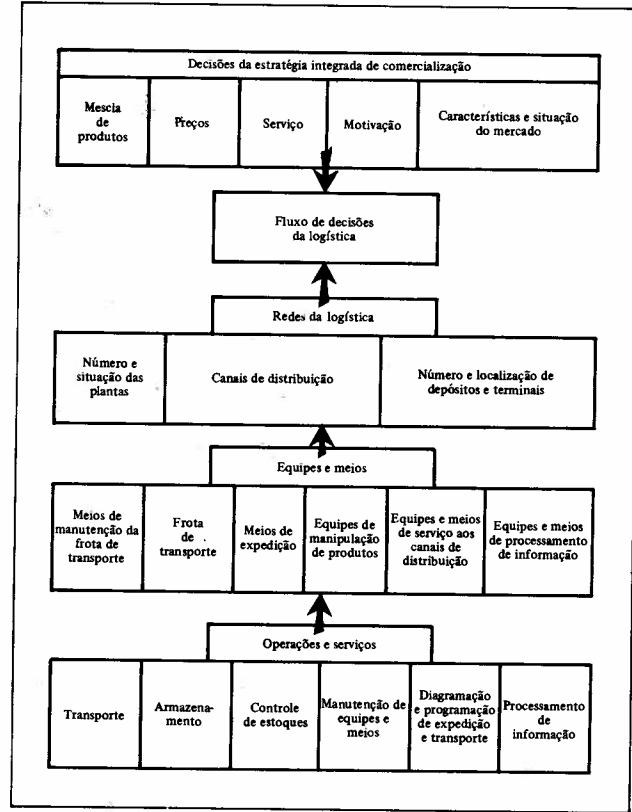 Decisões da estratégia integrada de comercialização
Mescia
de
produtos
Preços
Serviço
Motivação
Características e situação
do mercado
Fluxo de decisões
da logística
Redes da logística
Número e
situação das
plantas
Canais de distribuição
Número e localização de
depósitos e terminais
Equipes e meios
Meios de
manutenção da
frota de
transporte
Frota
de
transporte
Meios de
expedição
Equipes de
manipulação
de produtos
Equipes e meios
de serviço aos
canais de
distribuição
Equipes e meios
de processamento
de informação
Operações e serviços
Transporte
Armazena-
mento
Controle
de estoques
Manutenção de
equipes e
meios
Diagramação
e programação
de expedição
e transporte
Processamento
de
informação